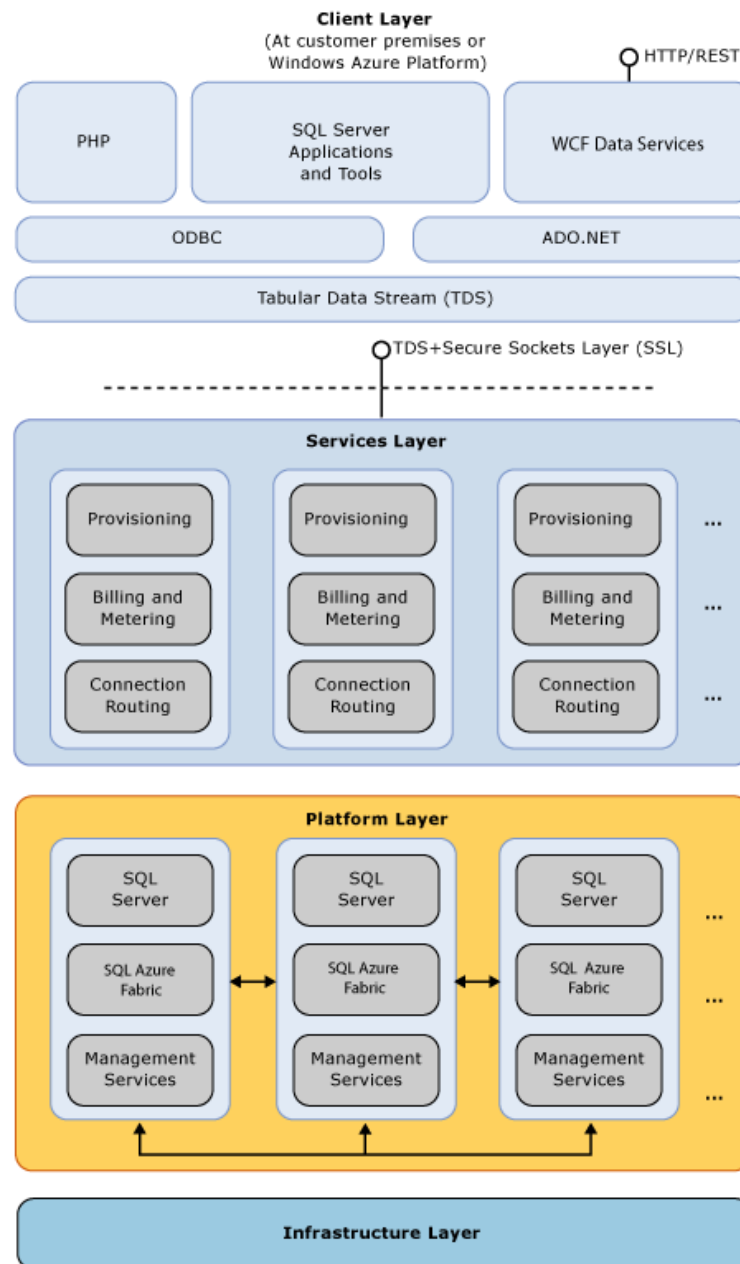 Client Layer
(At customer premises or
Windows Azure Platform)
HTTP/REST
PHP
SQL Server
Applications
and Tools
WCF Data Services
ODBC
ADO.NET
Tabular Data Stream (TDS)
TDS+Secure Sockets Layer (SSL)
Services Layer
Provisioning
Provisioning
Provisioning
...
Billing and
Metering
Billing and
Metering
Billing and
Metering
...
Connection
Routing
Connection
Routing
Connection
Routing
...
Platform Layer
SQL
Server
SQL
Server
SQL
Server
...
SQL Azure
Fabric
SQL Azure
Fabric
SQL Azure
Fabric
...
Management
Services
Management
Services
Management
Services
...
Infrastructure Layer